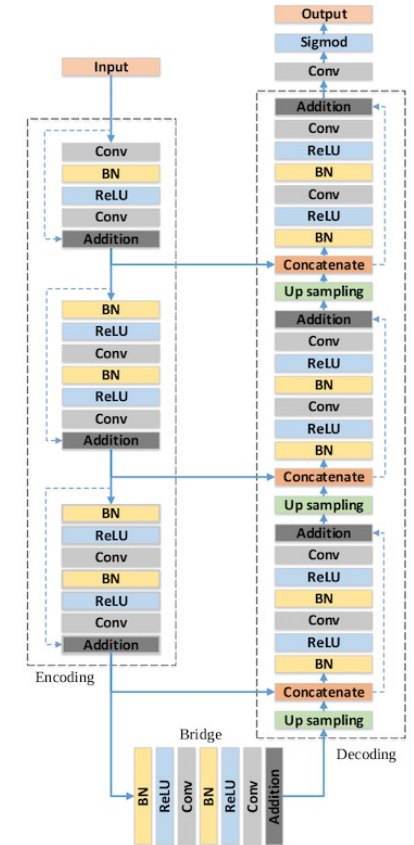 Input
Conv
BN
ReLU
Conv
Addition
BN
ReLU
Conv
BN
ReLU
Conv
Addition
BN
ReLU
Conv
BN
ReLU
Conv
Addition
Encoding
Bridge
BN
ReLU
Conv
BN
ReLU
Conv
Addition
Output
Sigmod
Conv
Addition
Conv
ReLU
BN
Conv
ReLU
BN
Concatenate
Up sampling
Addition
Conv
ReLU
BN
Conv
ReLU
BN
Concatenate
Up sampling
Addition
Conv
ReLU
BN
Conv
ReLU
BN
Concatenate
Up sampling
Decoding